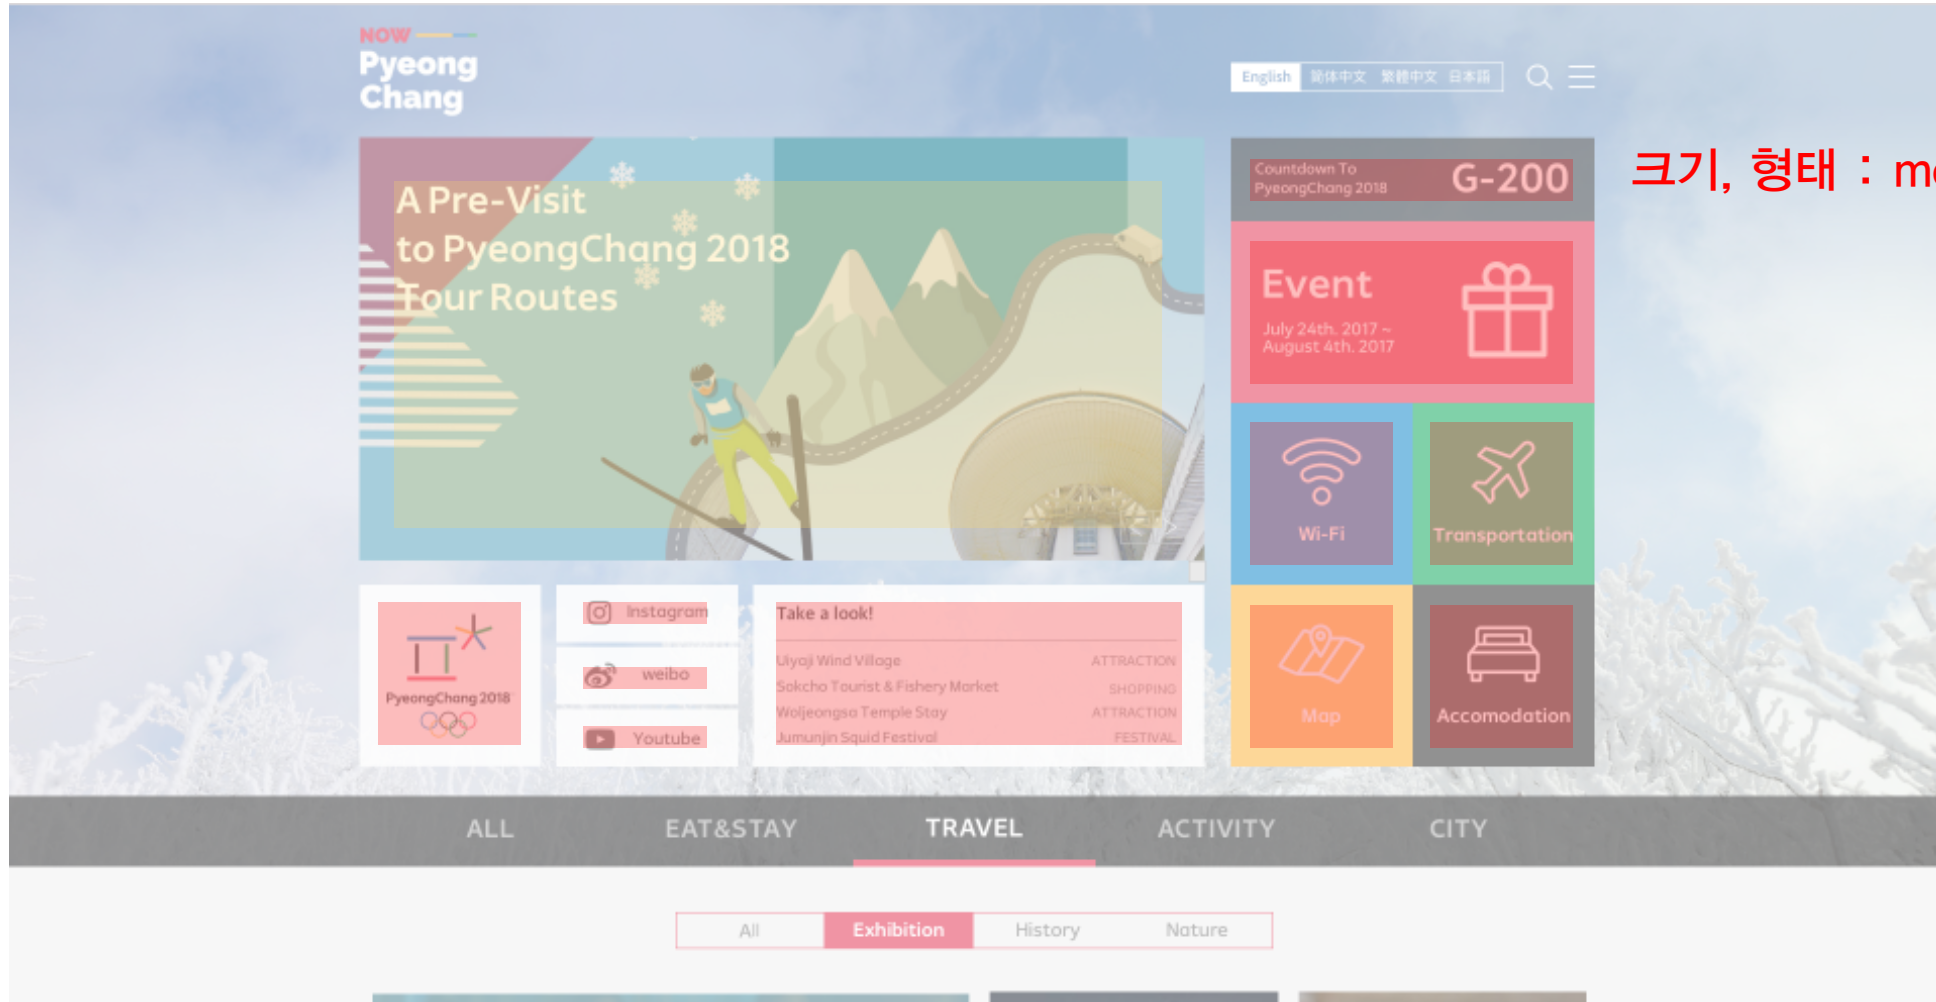 NOW
Pyeong
Chang
English 简体中文 繁體中文 日本語
크기, 형태 :
A Pre-Visit
to PyeongChang 2018
Tour Routes
Countdown To
PyeongChang 2018
G-200
Event
July 24th. 2017 ~
August 4th. 2017
Wi-Fi
Transportation
Map
Accomodation
PyeongChang 2018
Instagram
weibo
Youtube
Take a look!
Uiyaji Wind Village ATTRACTION
Sokcho Tourist & Fishery Market SHOPPING
Woljeongsa Temple Stay ATTRACTION
Jumunjin Squid Festival FESTIVAL
ALL EAT&STAY TRAVEL ACTIVITY CITY
All Exhibition History Nature